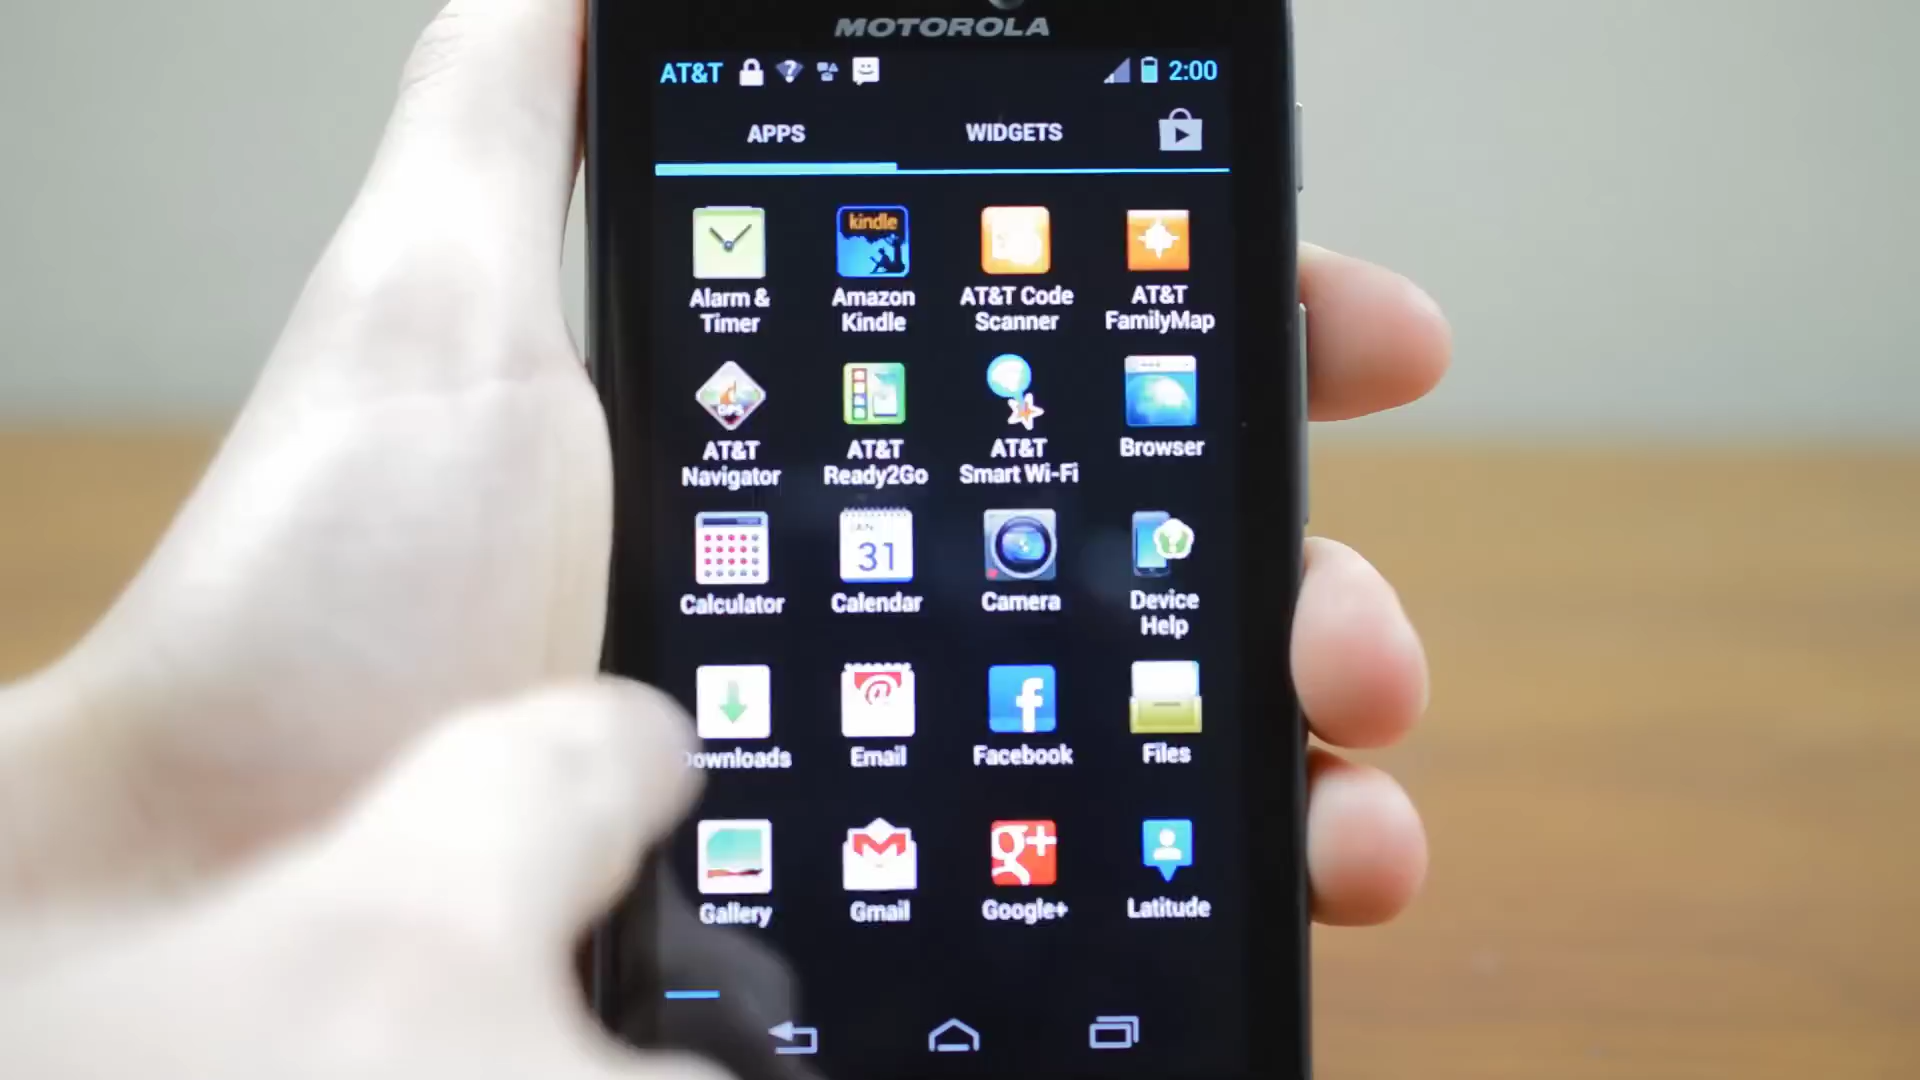 MOTOROLA
AT&T 2:00
APPS WIDGETS
kindle
Alarm & Timer
Amazon Kindle
AT&T Code Scanner
AT&T FamilyMap
GPS
AT&T Navigator
AT&T Ready2Go
AT&T Smart Wi-Fi
Browser
JAN
31
Calculator
Calendar
Camera
Device Help
@
f
ownloads
Email
Facebook
Files
g+
Gallery
Gmail
Google+
Latitude